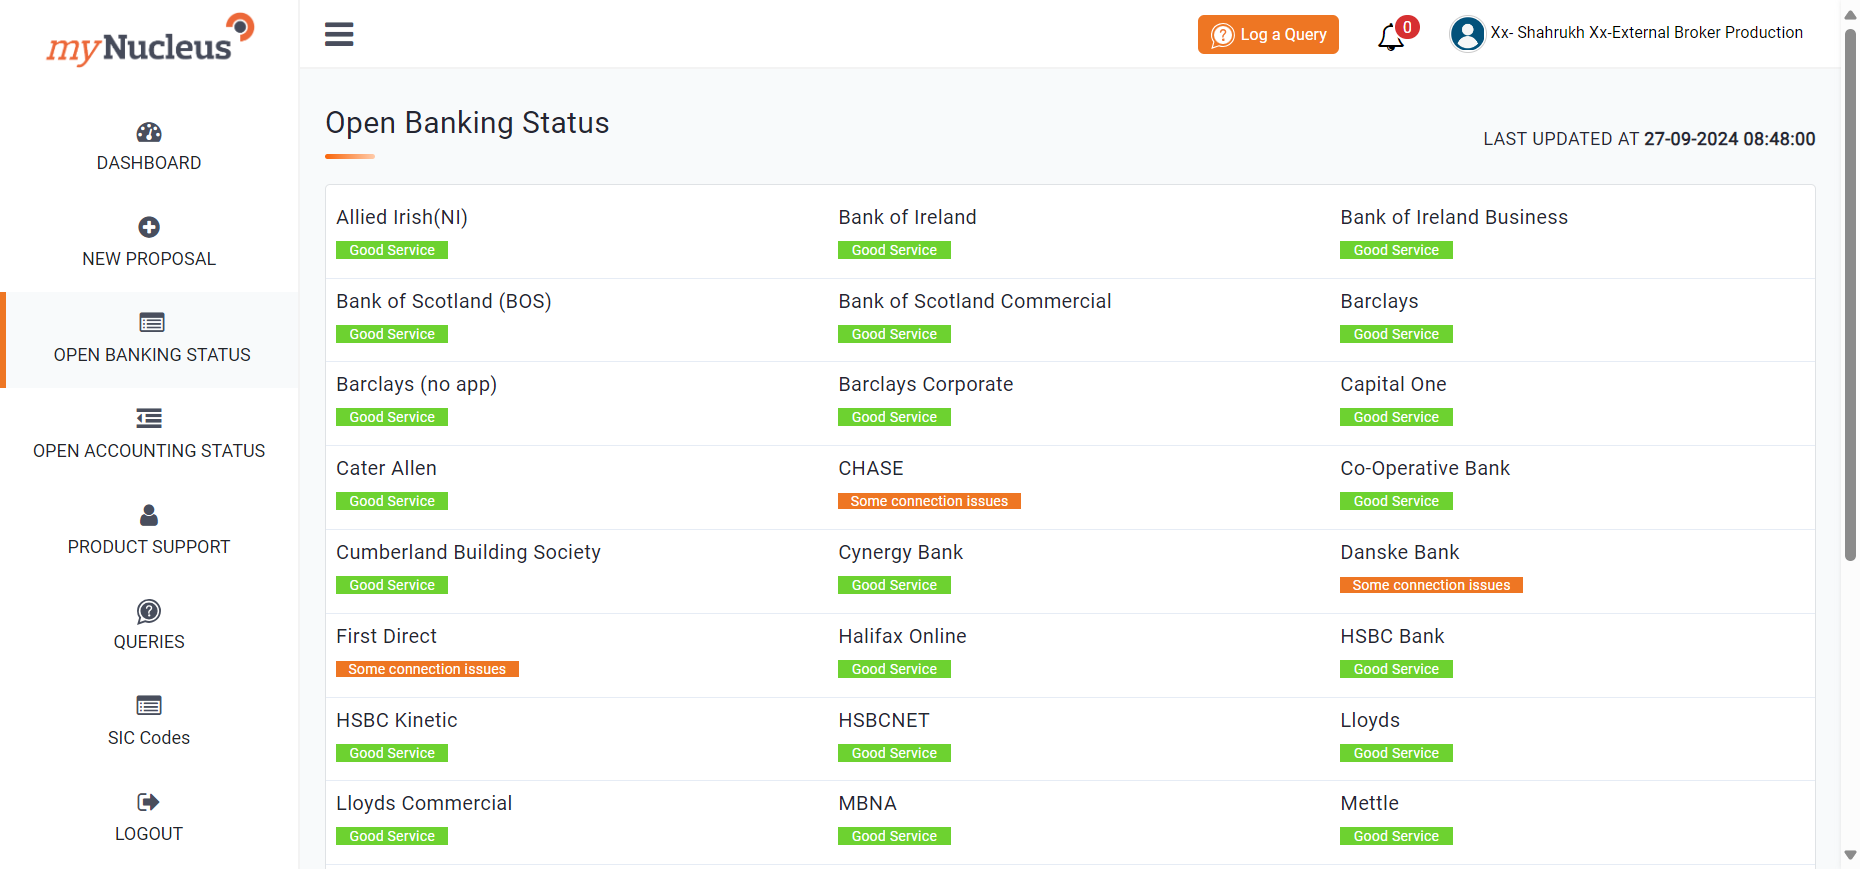 myNucleus
Log a Query
0
Xx- Shahrukh Xx-External Broker Production
DASHBOARD
NEW PROPOSAL
OPEN BANKING STATUS
OPEN ACCOUNTING STATUS
PRODUCT SUPPORT
QUERIES
SIC Codes
LOGOUT
Open Banking Status
LAST UPDATED AT 27-09-2024 08:48:00
Allied Irish(NI)
Good Service
Bank of Ireland
Good Service
Bank of Ireland Business
Good Service
Bank of Scotland (BOS)
Good Service
Bank of Scotland Commercial
Good Service
Barclays
Good Service
Barclays (no app)
Good Service
Barclays Corporate
Good Service
Capital One
Good Service
Cater Allen
Good Service
CHASE
Some connection issues
Co-Operative Bank
Good Service
Cumberland Building Society
Good Service
Cynergy Bank
Good Service
Danske Bank
Some connection issues
First Direct
Some connection issues
Halifax Online
Good Service
HSBC Bank
Good Service
HSBC Kinetic
Good Service
HSBCNET
Good Service
Lloyds
Good Service
Lloyds Commercial
Good Service
MBNA
Good Service
Mettle
Good Service